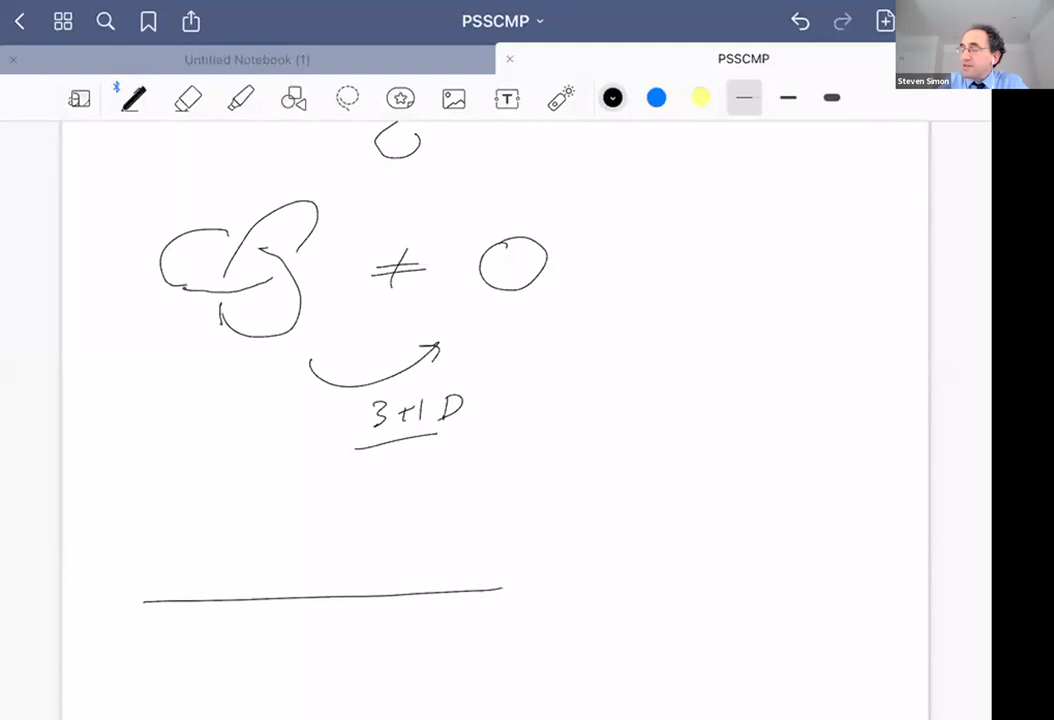 PSSCMP
Untitled Notebook (1)
PSSCMP
Steven Simon
T
≠
3+1 D